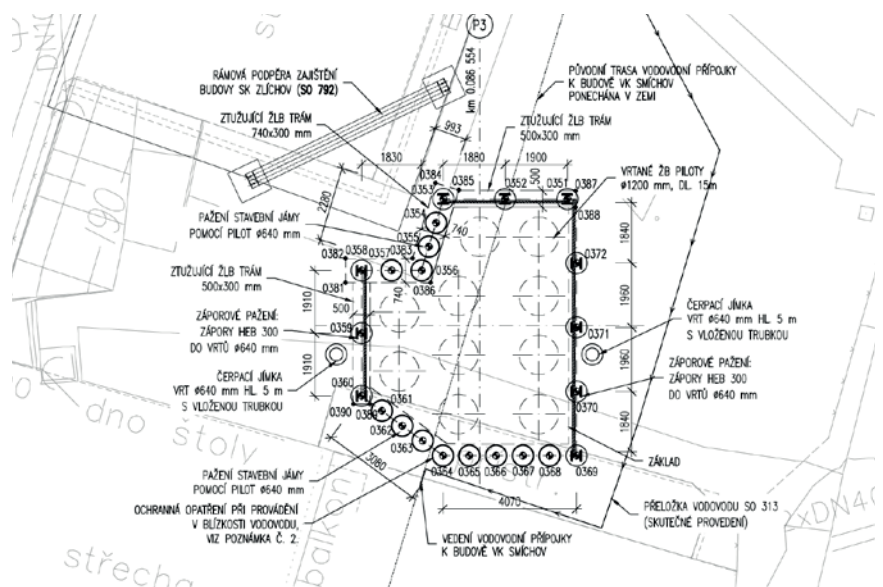 DN40
P3
km 0.086 554
RÁMOVÁ PODPĚRA ZAJIŠTĚNÍ
BUDOVY SK ZLÍCHOV (SO 792)
ZTUŽUJÍCÍ ŽLB TRÁM
740x300 mm
PŮVODNÍ TRASA VODOVODNÍ PŘÍPOJKY
K BUDOVĚ VK SMÍCHOV
PONECHÁNA V ZEMI
993
ZTUŽUJÍCÍ ŽLB TRÁM
500x300 mm
1830
1880
1900
VRTANÉ ŽB PILOTY
ø1200 mm, DL. 15m
0384
0385
0353
0352
0351
0387
500
0388
2280
0354
0355
740
PAŽENÍ STAVEBNÍ JÁMY
POMOCÍ PILOT ø640 mm
190
1840
0382
0358
0357
0383
0356
0372
0381
0386
740
ZTUŽUJÍCÍ ŽLB TRÁM
500x300 mm
1910
500
1960
ČERPACÍ JÍMKA
VRT ø640 mm HL. 5 m
S VLOŽENOU TRUBKOU
ZÁPOROVÉ PAŽENÍ:
ZÁPORY HEB 300
DO VRTŮ ø640 mm
0359
0371
1910
1960
ZÁPOROVÉ PAŽENÍ:
ZÁPORY HEB 300
DO VRTŮ ø640 mm
ČERPACÍ JÍMKA
VRT ø640 mm HL. 5 m
S VLOŽENOU TRUBKOU
0360
0390
0389
0361
0370
1840
0362
0363
dno štoly
3080
0364
0365
0366
0367
0368
0369
ZÁKLAD
PAŽENÍ STAVEBNÍ JÁMY
POMOCÍ PILOT ø640 mm
4070
OCHRANNÁ OPATŘENÍ PŘI PROVÁDĚNÍ
V BLÍZKOSTI VODOVODU,
VIZ POZNÁMKA Č. 2.
PŘELOŽKA VODOVODU SO 313
(SKUTEČNÉ PROVEDENÍ)
xDN40
VEDENÍ VODOVODNÍ PŘÍPOJKY
K BUDOVĚ VK SMÍCHOV
balkon
střecha